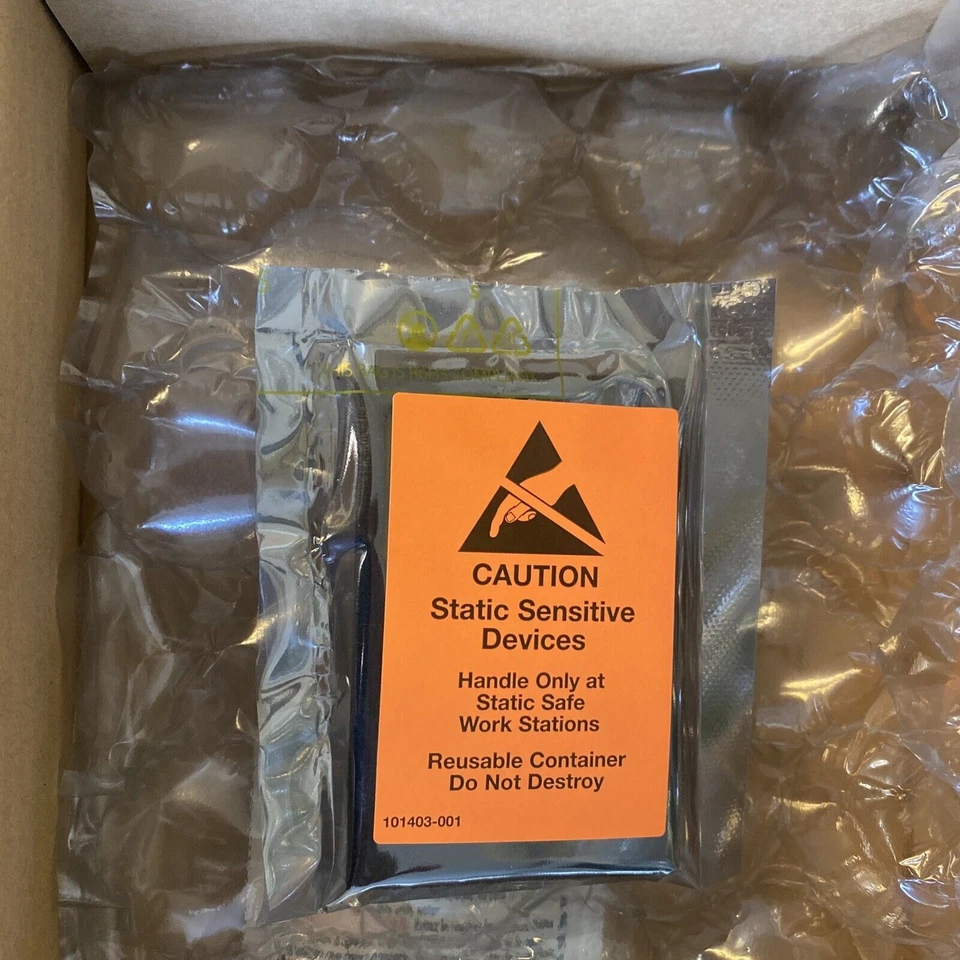 CAUTION
Static Sensitive
Devices
Handle Only at
Static Safe
Work Stations
Reusable Container
Do Not Destroy
101403-001